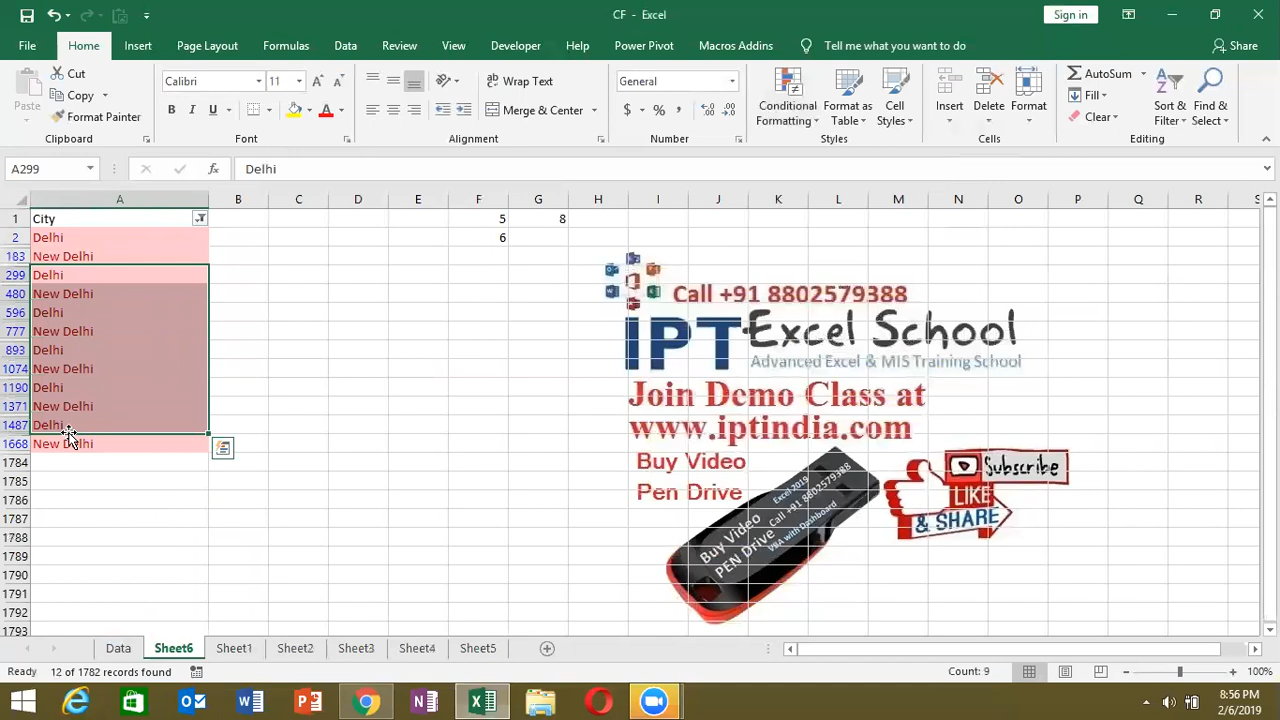 CF - Excel
Sign in
File Home Insert Page Layout Formulas Data Review View Developer Help Power Pivot Macros Addins Tell me what you want to do Share
Paste
Cut
Copy
Format Painter
Clipboard
Calibri 11
B I U
Font
Wrap Text
Merge & Center
Alignment
General
$ % ,
Number
Conditional Formatting
Format as Table
Cell Styles
Styles
Insert
Delete
Format
Cells
AutoSum
Fill
Clear
Sort & Filter
Find & Select
Editing
A299 fx Delhi
A B C D E F G H I J K L M N O P Q R S
1 City 5 8
2 Delhi 6
183 New Delhi
299 Delhi
480 New Delhi
596 Delhi
777 New Delhi
893 Delhi
1074 New Delhi
1190 Delhi
1371 New Delhi
1487 Delhi
1668 New Delhi
1784
1785
1786
1787
1788
1789
1790
1791
1792
1793
Call +91 8802579388
IPT Excel School
Advanced Excel & MIS Training School
Join Demo Class at
www.iptindia.com
Buy Video
Pen Drive
Buy Video
PEN Drive
Excel 2019
Call +91 8802579388
VBA with Dashboard
Subscribe
LIKE
& SHARE
Data Sheet6 Sheet1 Sheet2 Sheet3 Sheet4 Sheet5
Ready 12 of 1782 records found Count: 9 100%
8:56 PM
2/6/2019